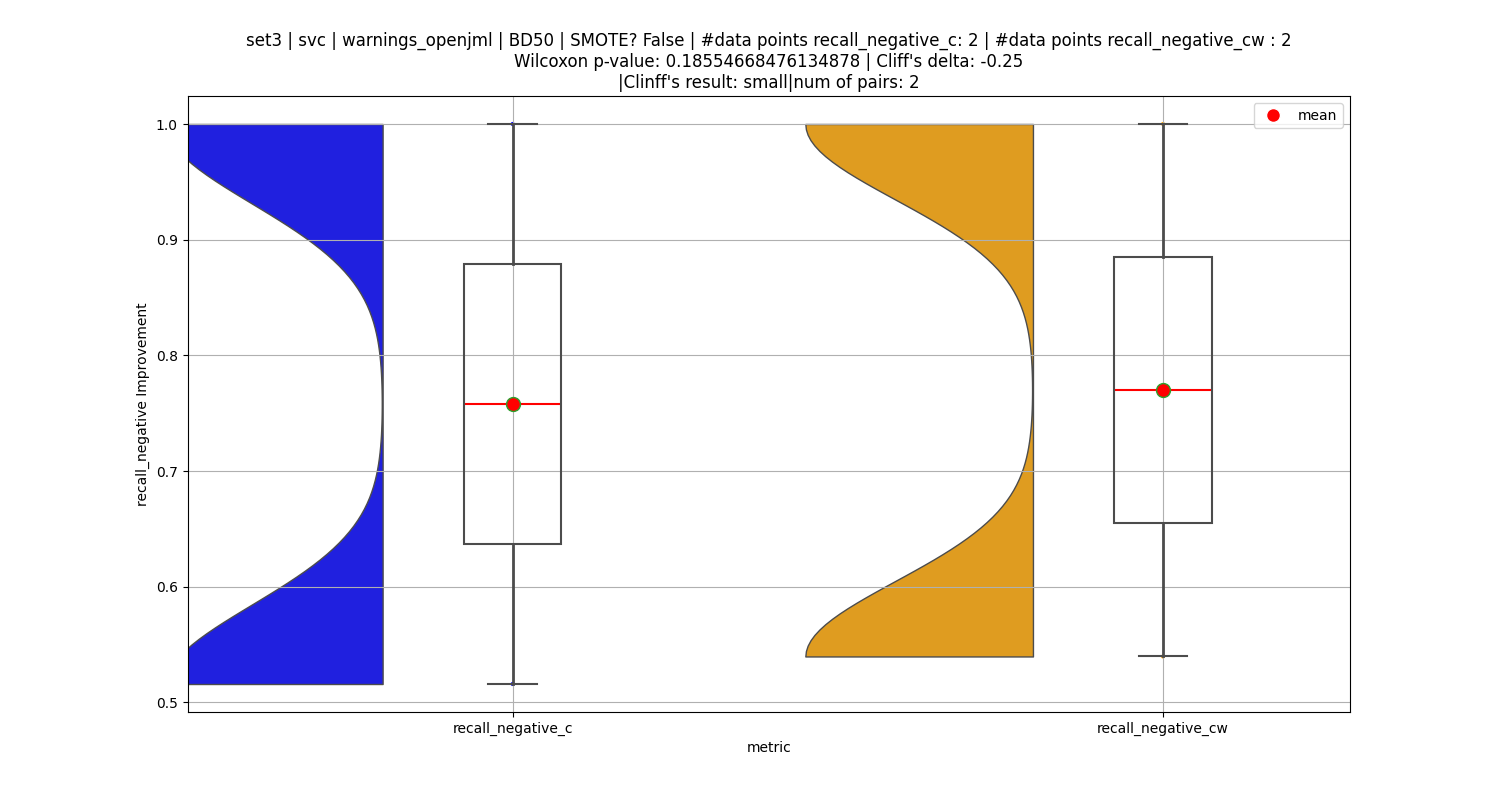 set3 | svc | warnings_openjml | BD50 | SMOTE? False | #data points recall_negative_c: 2 | #data points recall_negative_cw : 2
Wilcoxon p-value: 0.18554668476134878 | Cliff's delta: -0.25
|Clinff's result: small|num of pairs: 2
mean
1.0
0.9
0.8
0.7
0.6
0.5
recall_negative Improvement
recall_negative_c
recall_negative_cw
metric